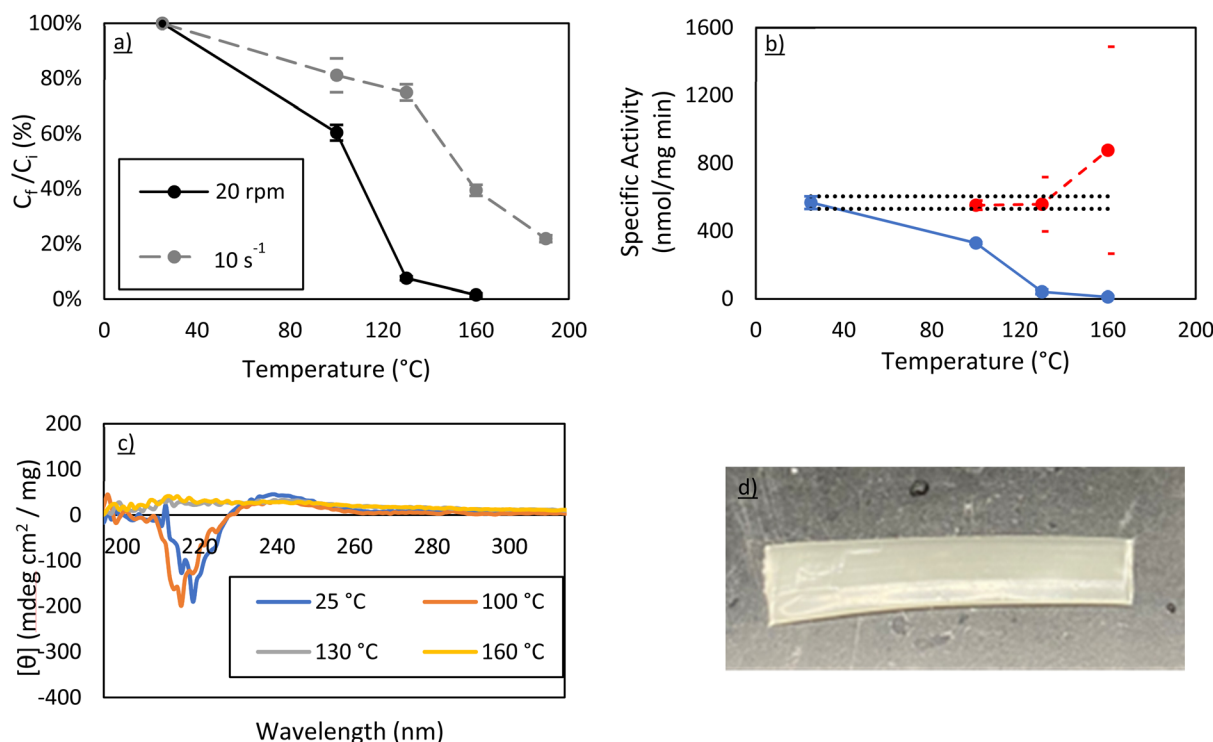 a)
100%
80%
60%
40%
20%
0%
C_f/C_i (%)
20 rpm
10 s^-1
0 40 80 120 160 200
Temperature (°C)
b)
1600
1200
800
400
0
Specific Activity
(nmol/mg min)
0 40 80 120 160 200
Temperature (°C)
c)
200
100
0
-100
-200
-300
-400
[θ] (mdeg cm² / mg)
200 220 240 260 280 300
25 °C 100 °C
130 °C 160 °C
Wavelength (nm)
d)